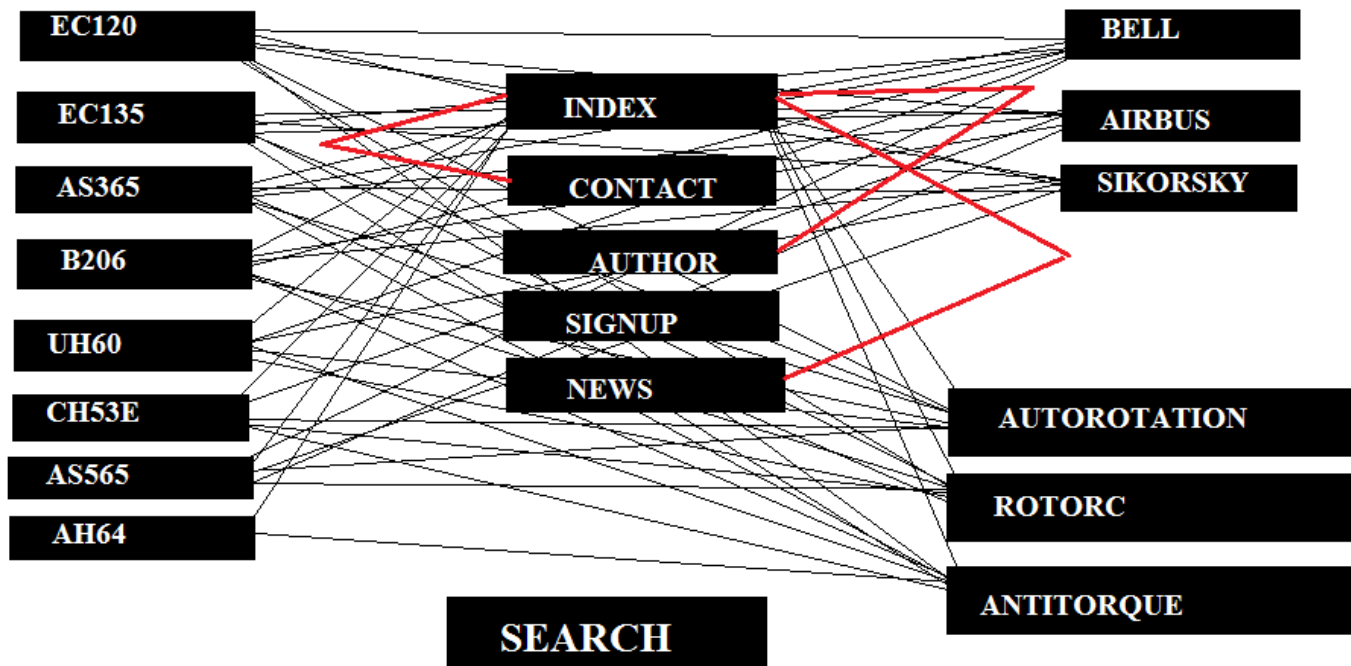 EC120
EC135
AS365
B206
UH60
CH53E
AS565
AH64
INDEX
CONTACT
AUTHOR
SIGNUP
NEWS
SEARCH
BELL
AIRBUS
SIKORSKY
AUTOROTATION
ROTORC
ANTITORQUE